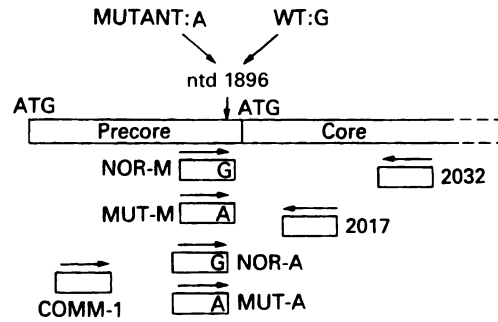 MUTANT:A WT:G
ntd 1896
ATG ATG
Precore Core
NOR-M G
2032
MUT-M A
2017
G NOR-A
COMM-1
A MUT-A